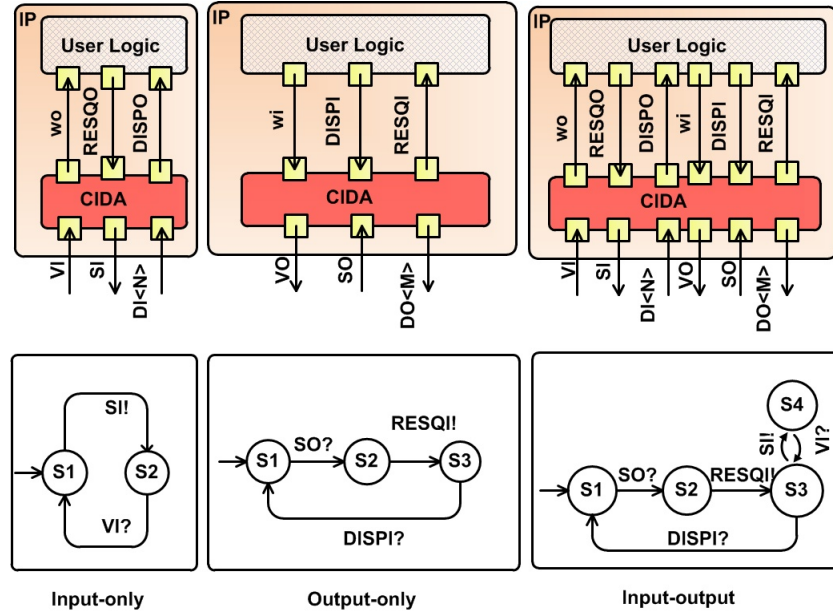 IP
User Logic
wo
RESQO
DISPO
CIDA
VI
SI
DI<N>
IP
User Logic
wi
DISPI
RESQI
CIDA
VO
SO
DO<M>
IP
User Logic
wo
RESQO
DISPO
wi
DISPI
RESQI
CIDA
VI
SI
DI<N>
VO
SO
DO<M>
SI!
S1
S2
VI?
RESQI!
SO?
S1
S2
S3
DISPI?
S4
SI!
VI?
SO?
RESQI!
S1
S2
S3
DISPI?
Input-only
Output-only
Input-output